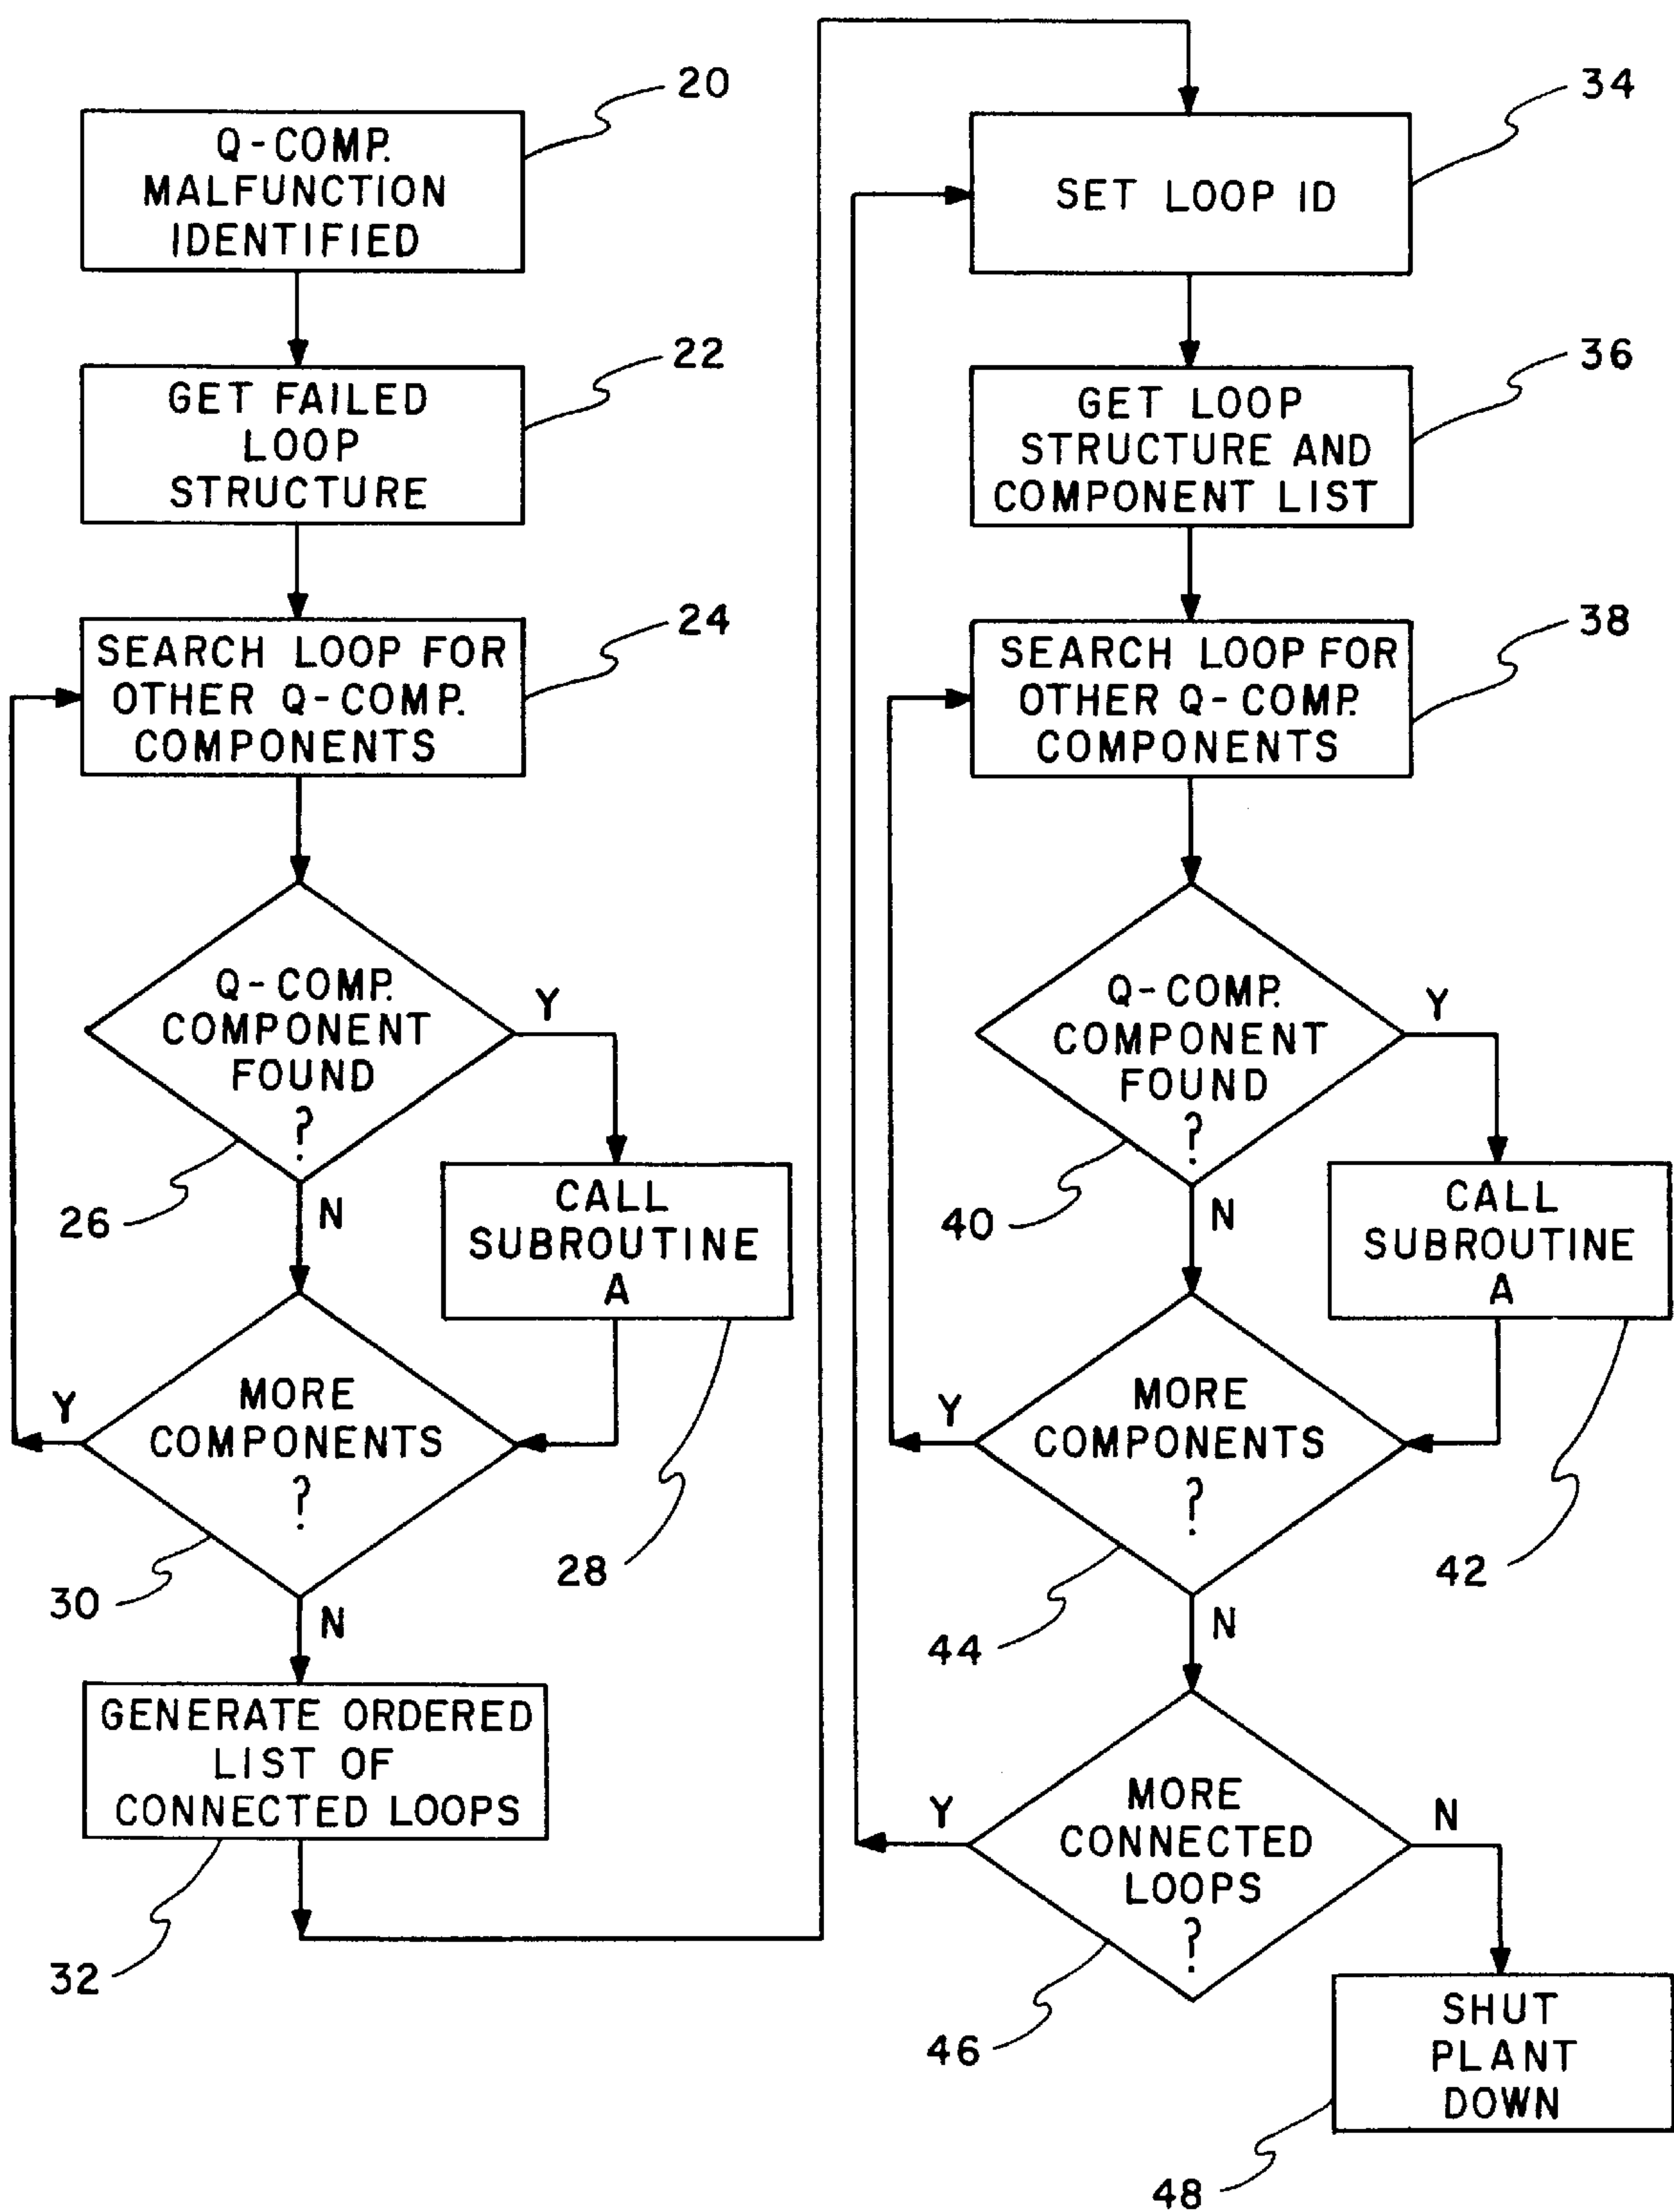 20
Q-COMP.
MALFUNCTION
IDENTIFIED
22
GET FAILED
LOOP
STRUCTURE
24
SEARCH LOOP FOR
OTHER Q-COMP.
COMPONENTS
Q-COMP.
COMPONENT
FOUND
?
Y
26
N
CALL
SUBROUTINE
A
Y
MORE
COMPONENTS
?
28
30
N
GENERATE ORDERED
LIST OF
CONNECTED LOOPS
32
34
SET LOOP ID
36
GET LOOP
STRUCTURE AND
COMPONENT LIST
38
SEARCH LOOP FOR
OTHER Q-COMP.
COMPONENTS
Q-COMP.
COMPONENT
FOUND
?
Y
40
N
CALL
SUBROUTINE
A
Y
MORE
COMPONENTS
?
42
44
N
Y
MORE
CONNECTED
LOOPS
?
N
46
SHUT
PLANT
DOWN
48